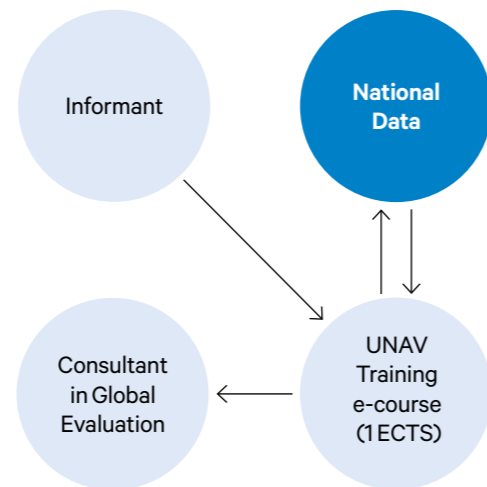 Informant
National
Data
Consultant
in Global
Evaluation
UNAV
Training
e-course
(1 ECTS)